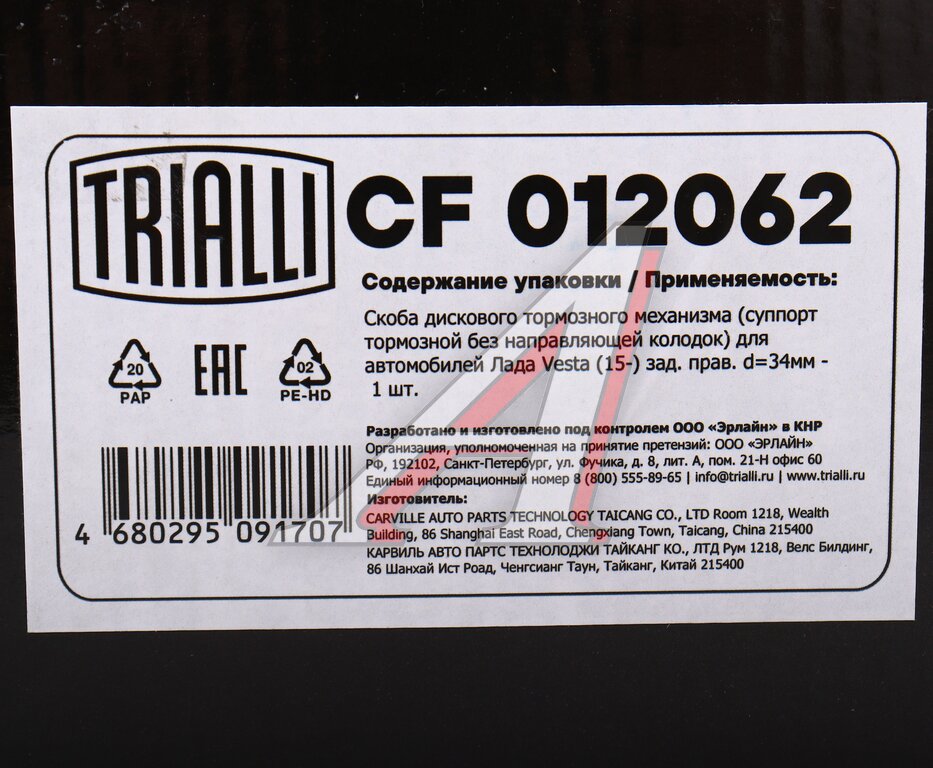 TRIALLI
CF 012062
Содержание упаковки / Применяемость:
Скоба дискового тормозного механизма (суппорт
тормозной без направляющей колодок) для
автомобилей Лада Vesta (15-) зад. прав. d=34мм -
1 шт.
20
PAP
EAC
02
PE-HD
Разработано и изготовлено под контролем ООО «Эрлайн» в КНР
Организация, уполномоченная на принятие претензий: ООО «ЭРЛАЙН»
РФ, 192102, Санкт-Петербург, ул. Фучика, д. 8, лит. А, пом. 21-Н офис 60
Единый информационный номер 8 (800) 555-89-65 | info@trialli.ru | www.trialli.ru
Изготовитель:
CARVILLE AUTO PARTS TECHNOLOGY TAICANG CO., LTD Room 1218, Wealth
Building, 86 Shanghai East Road, Chengxiang Town, Taicang, China 215400
КАРВИЛЬ АВТО ПАРТС ТЕХНОЛОДЖИ ТАЙКАНГ КО., ЛТД Рум 1218, Велс Билдинг,
86 Шанхай Ист Роад, Ченгсианг Таун, Тайканг, Китай 215400
4 680295 091707